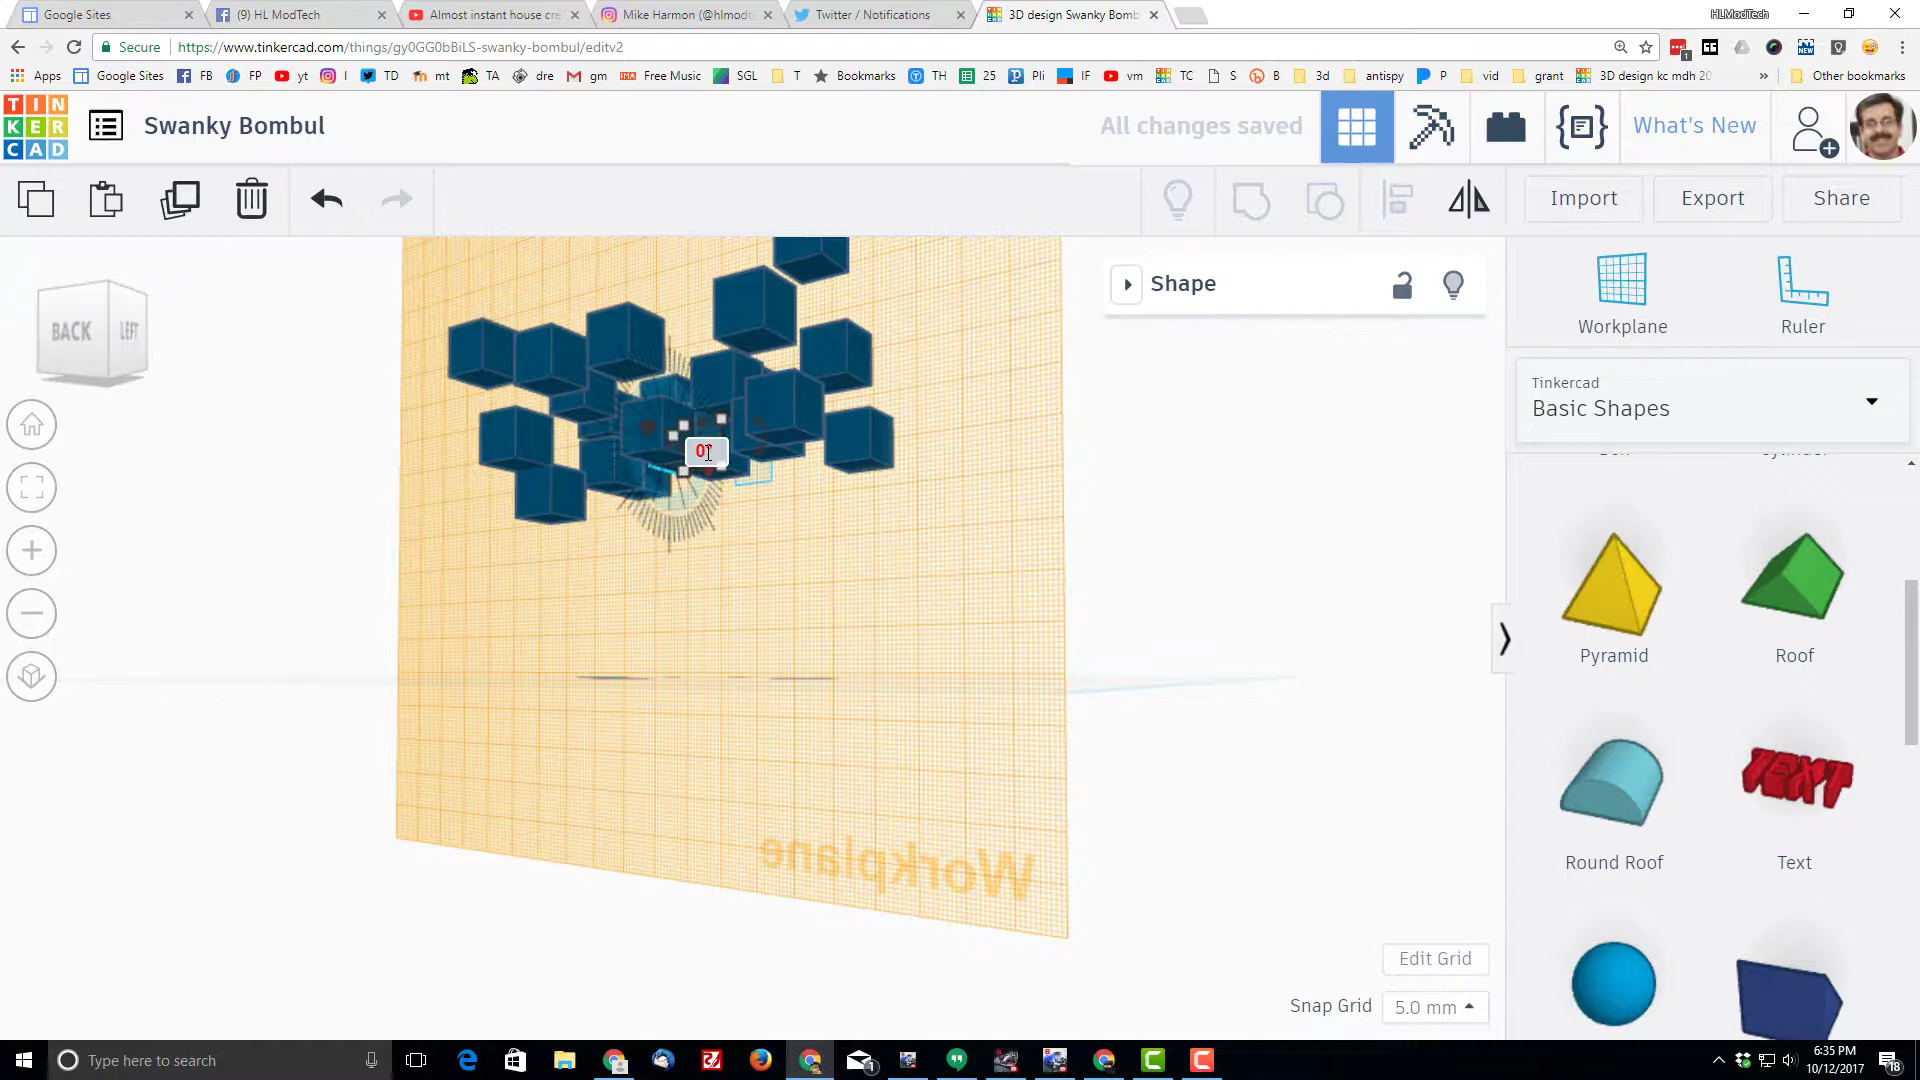 Google Sites
(9) HL ModTech
Almost instant house cre
Mike Harmon (@hlmodt
Twitter / Notifications
3D design Swanky Bomb
HLModTech
Secure
https://www.tinkercad.com/things/gy0GG0bBiLS-swanky-bombul/editv2
Apps
Google Sites
FB
FP
yt
I
TD
mt
TA
dre
gm
Free Music
SGL
T
Bookmarks
TH
25
Pli
IF
vm
TC
S
B
3d
antispy
P
vid
grant
3D design kc mdh 20
Other bookmarks
TIN
KER
CAD
Swanky Bombul
All changes saved
What's New
Import
Export
Share
BACK
LEFT
Shape
Workplane
Ruler
Tinkercad
Basic Shapes
Pyramid
Roof
Round Roof
TEXT
Text
Workplane
Edit Grid
Snap Grid
5.0 mm
Type here to search
6:35 PM
10/12/2017
18